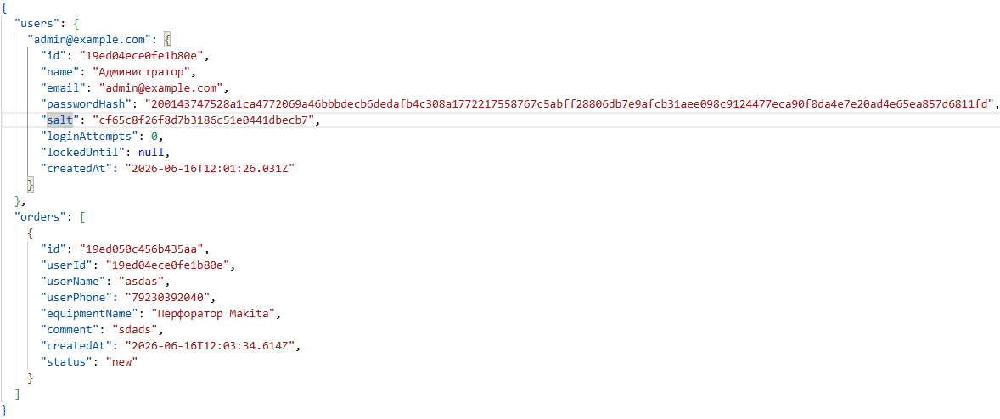 {
"users": {
"admin@example.com": {
"id": "19ed04ece0fe1b80e",
"name": "Администратор",
"email": "admin@example.com",
"passwordHash": "200143747528a1ca4772069a46bbbdecb6dedafb4c308a1772217558767c5abff28806db7e9afcb31aee098c9124477eca90f0da4e7e20ad4e65ea857d6811fd",
"salt": "cf65c8f26f8d7b3186c51e0441dbecb7",
"loginAttempts": 0,
"lockedUntil": null,
"createdAt": "2026-06-16T12:01:26.031Z"
}
},
"orders": [
{
"id": "19ed050c456b435aa",
"userId": "19ed04ece0fe1b80e",
"userName": "asdas",
"userPhone": "79230392040",
"equipmentName": "Перфоратор Makita",
"comment": "sdads",
"createdAt": "2026-06-16T12:03:34.614Z",
"status": "new"
}
]
}